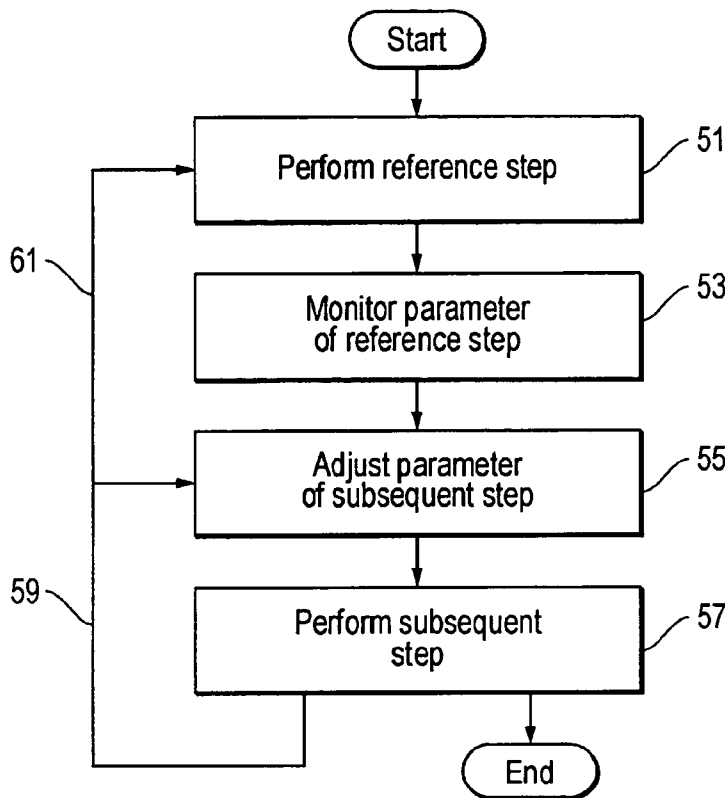 Start
Perform reference step
51
61
Monitor parameter
of reference step
53
Adjust parameter
of subsequent step
55
59
Perform subsequent
step
57
End